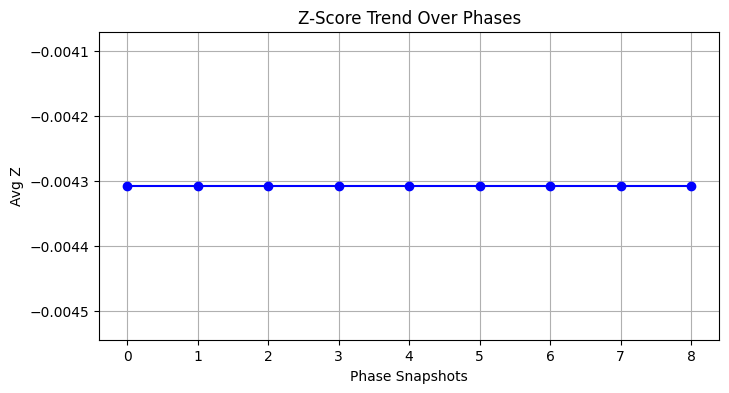 Z-Score Trend Over Phases
Avg Z
−0.0041
−0.0042
−0.0043
−0.0044
−0.0045
0 1 2 3 4 5 6 7 8
Phase Snapshots